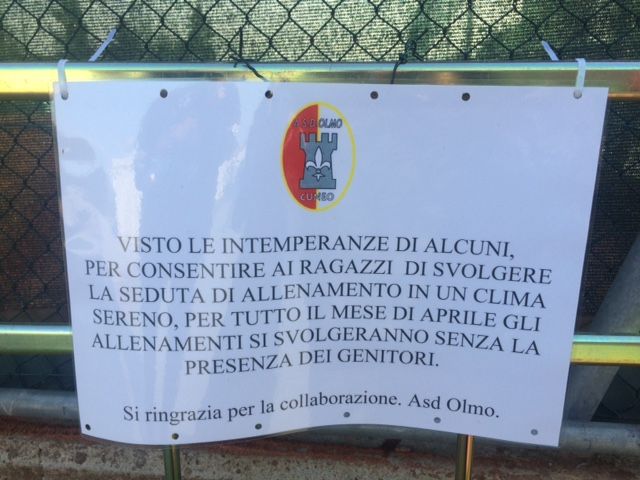 A.S.D. OLMO
CUNEO
VISTO LE INTEMPERANZE DI ALCUNI,
PER CONSENTIRE AI RAGAZZI DI SVOLGERE
LA SEDUTA DI ALLENAMENTO IN UN CLIMA
SERENO, PER TUTTO IL MESE DI APRILE GLI
ALLENAMENTI SI SVOLGERANNO SENZA LA
PRESENZA DEI GENITORI.
Si ringrazia per la collaborazione. Asd Olmo.